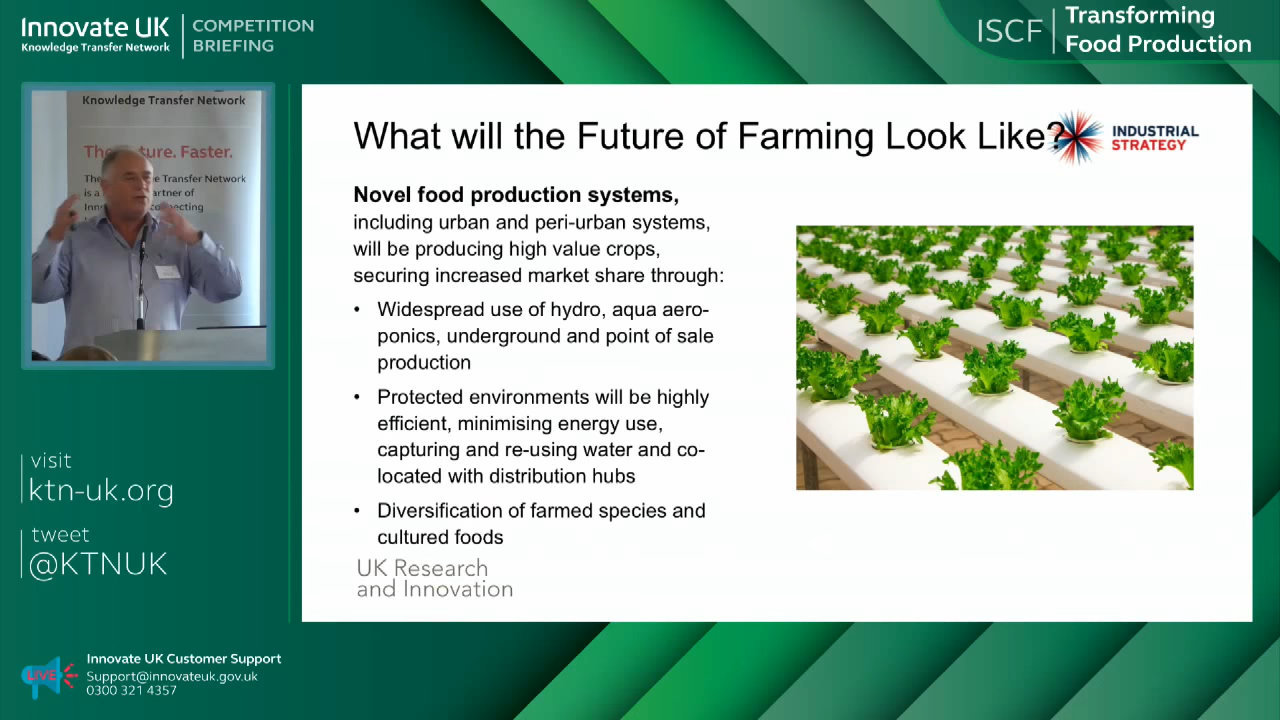 Innovate UK
Knowledge Transfer Network
COMPETITION
BRIEFING
ISCF
Transforming
Food Production
Knowledge Transfer Network
Faster.
Transfer Network
What will the Future of Farming Look Like?
INDUSTRIAL
STRATEGY
Novel food production systems,
including urban and peri-urban systems,
will be producing high value crops,
securing increased market share through:
• Widespread use of hydro, aqua aero-
ponics, underground and point of sale
production
• Protected environments will be highly
efficient, minimising energy use,
capturing and re-using water and co-
located with distribution hubs
• Diversification of farmed species and
cultured foods
UK Research
and Innovation
visit
ktn-uk.org
tweet
@KTNUK
LIVE
Innovate UK Customer Support
Support@innovateuk.gov.uk
0300 321 4357